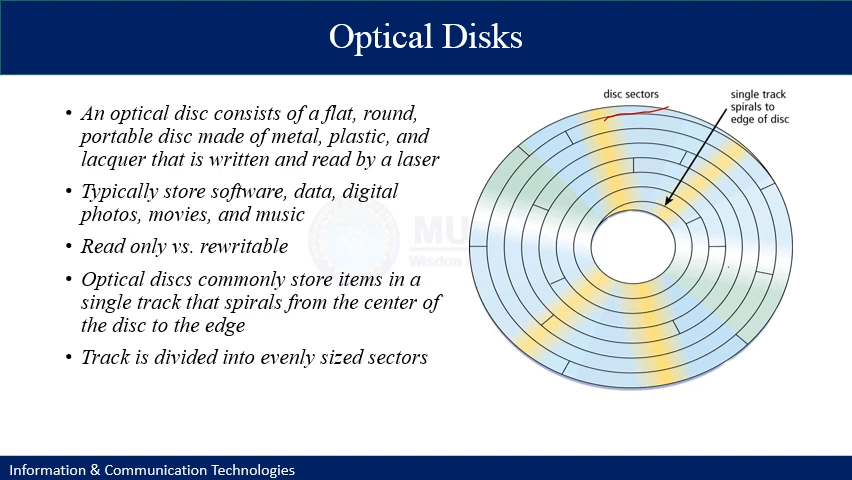 Optical Disks
• An optical disc consists of a flat, round,
portable disc made of metal, plastic, and
lacquer that is written and read by a laser
• Typically store software, data, digital
photos, movies, and music
• Read only vs. rewritable
• Optical discs commonly store items in a
single track that spirals from the center of
the disc to the edge
• Track is divided into evenly sized sectors
disc sectors
single track
spirals to
edge of disc
MU
Wisdom
Information & Communication Technologies